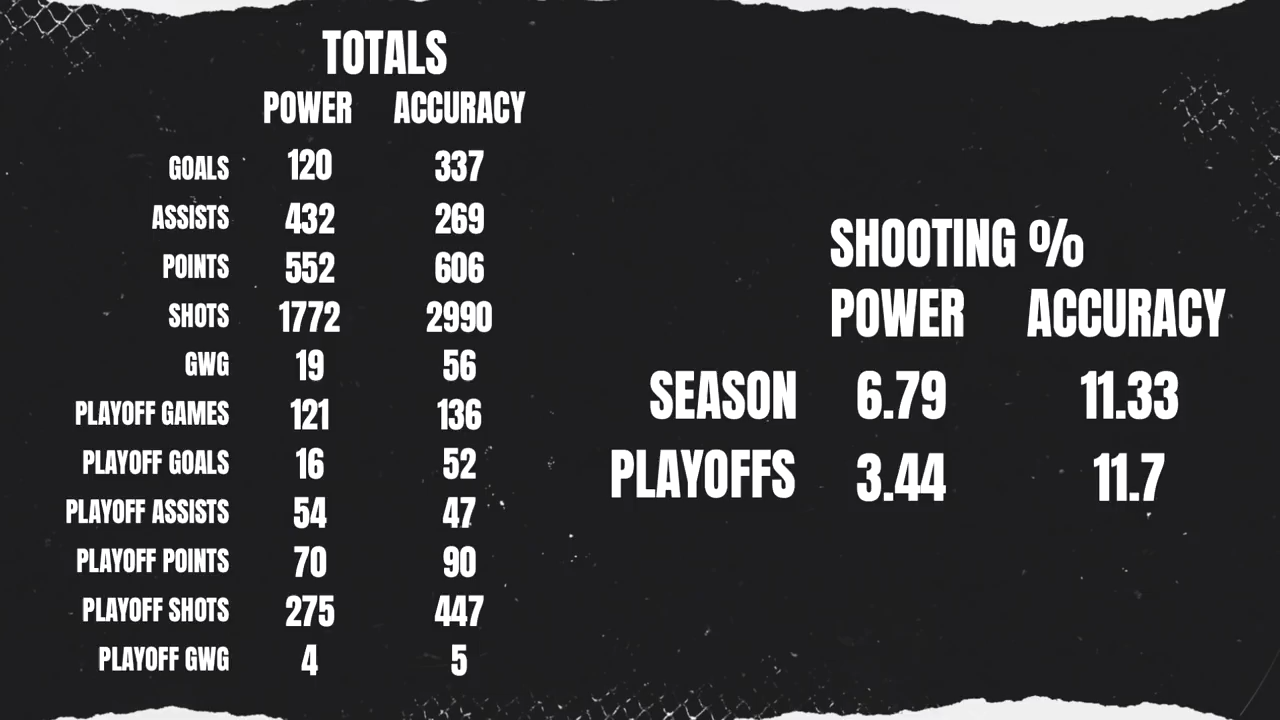 TOTALS
POWER ACCURACY
GOALS 120 337
ASSISTS 432 269
POINTS 552 606
SHOTS 1772 2990
GWG 19 56
PLAYOFF GAMES 121 136
PLAYOFF GOALS 16 52
PLAYOFF ASSISTS 54 47
PLAYOFF POINTS 70 90
PLAYOFF SHOTS 275 447
PLAYOFF GWG 4 5
SHOOTING %
POWER ACCURACY
SEASON 6.79 11.33
PLAYOFFS 3.44 11.7